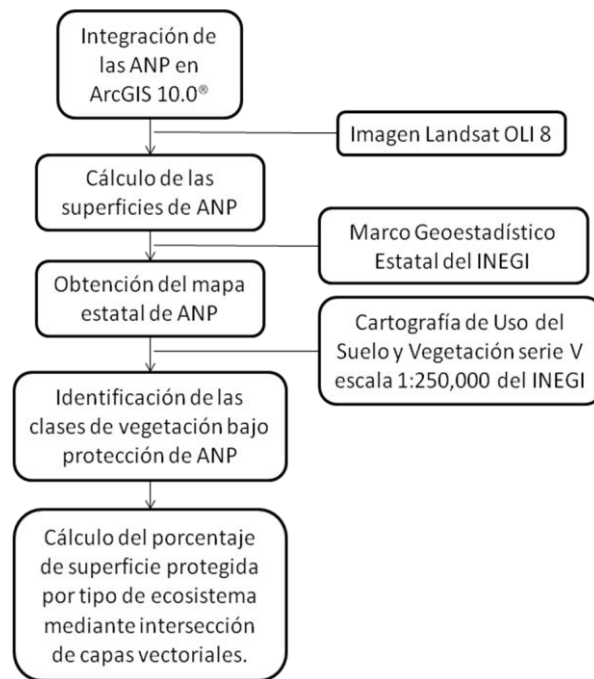 Integración de
las ANP en
ArcGIS 10.0®
Imagen Landsat OLI 8
Cálculo de las
superficies de ANP
Marco Geoestadístico
Estatal del INEGI
Obtención del mapa
estatal de ANP
Cartografía de Uso del
Suelo y Vegetación serie V
escala 1:250,000 del INEGI
Identificación de las
clases de vegetación bajo
protección de ANP
Cálculo del porcentaje
de superficie protegida
por tipo de ecosistema
mediante intersección
de capas vectoriales.